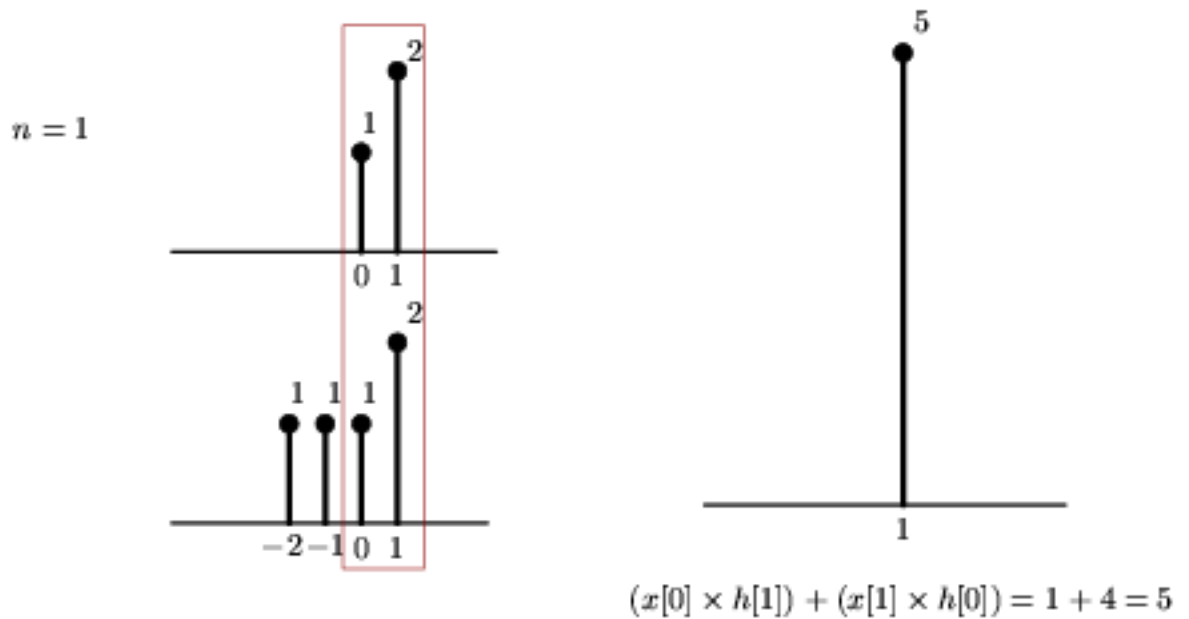 5
2
1
n = 1
0 1
2
1 1 1
−2 −1 0 1
1
(x[0] × h[1]) + (x[1] × h[0]) = 1 + 4 = 5